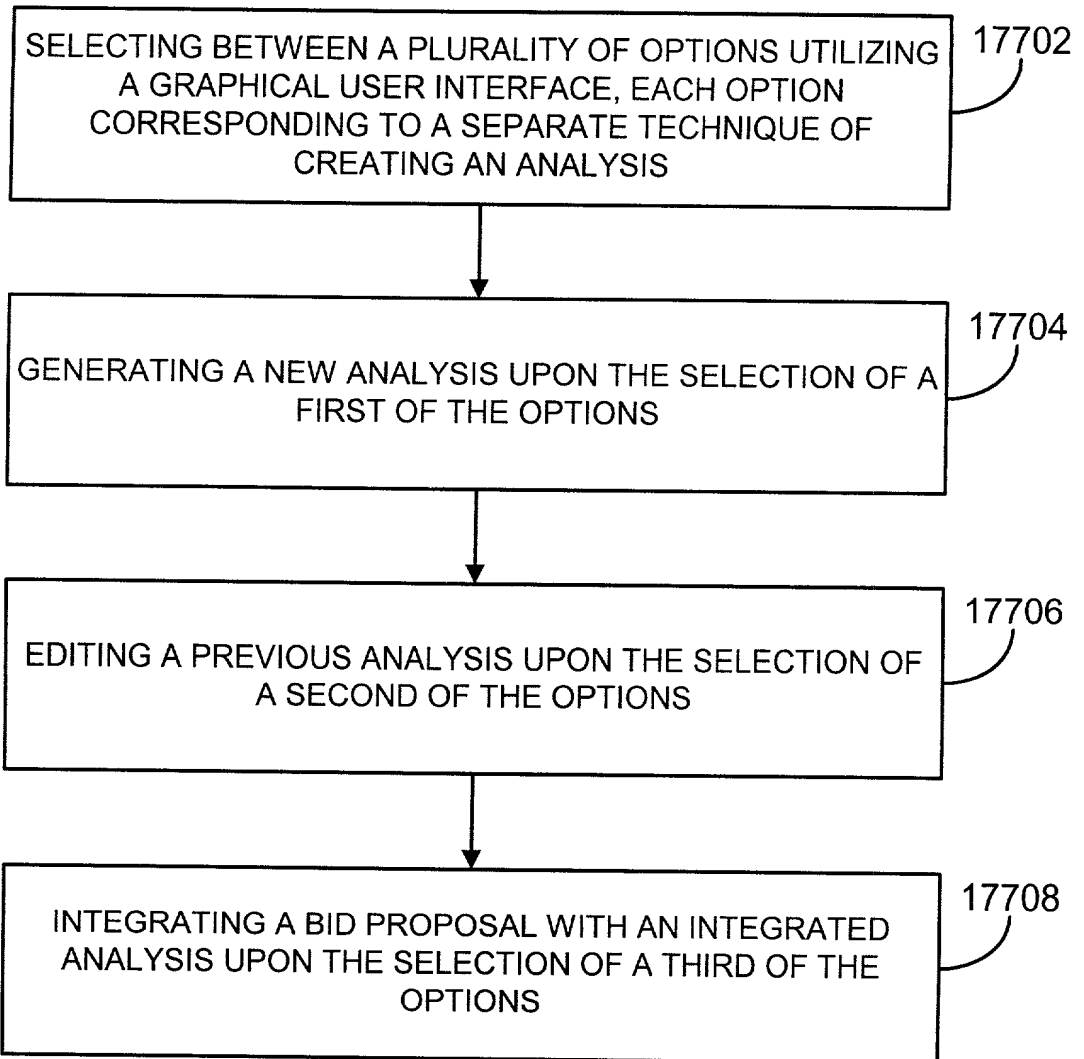 SELECTING BETWEEN A PLURALITY OF OPTIONS UTILIZING
A GRAPHICAL USER INTERFACE, EACH OPTION
CORRESPONDING TO A SEPARATE TECHNIQUE OF
CREATING AN ANALYSIS
17702
GENERATING A NEW ANALYSIS UPON THE SELECTION OF A
FIRST OF THE OPTIONS
17704
EDITING A PREVIOUS ANALYSIS UPON THE SELECTION OF
A SECOND OF THE OPTIONS
17706
INTEGRATING A BID PROPOSAL WITH AN INTEGRATED
ANALYSIS UPON THE SELECTION OF A THIRD OF THE
OPTIONS
17708